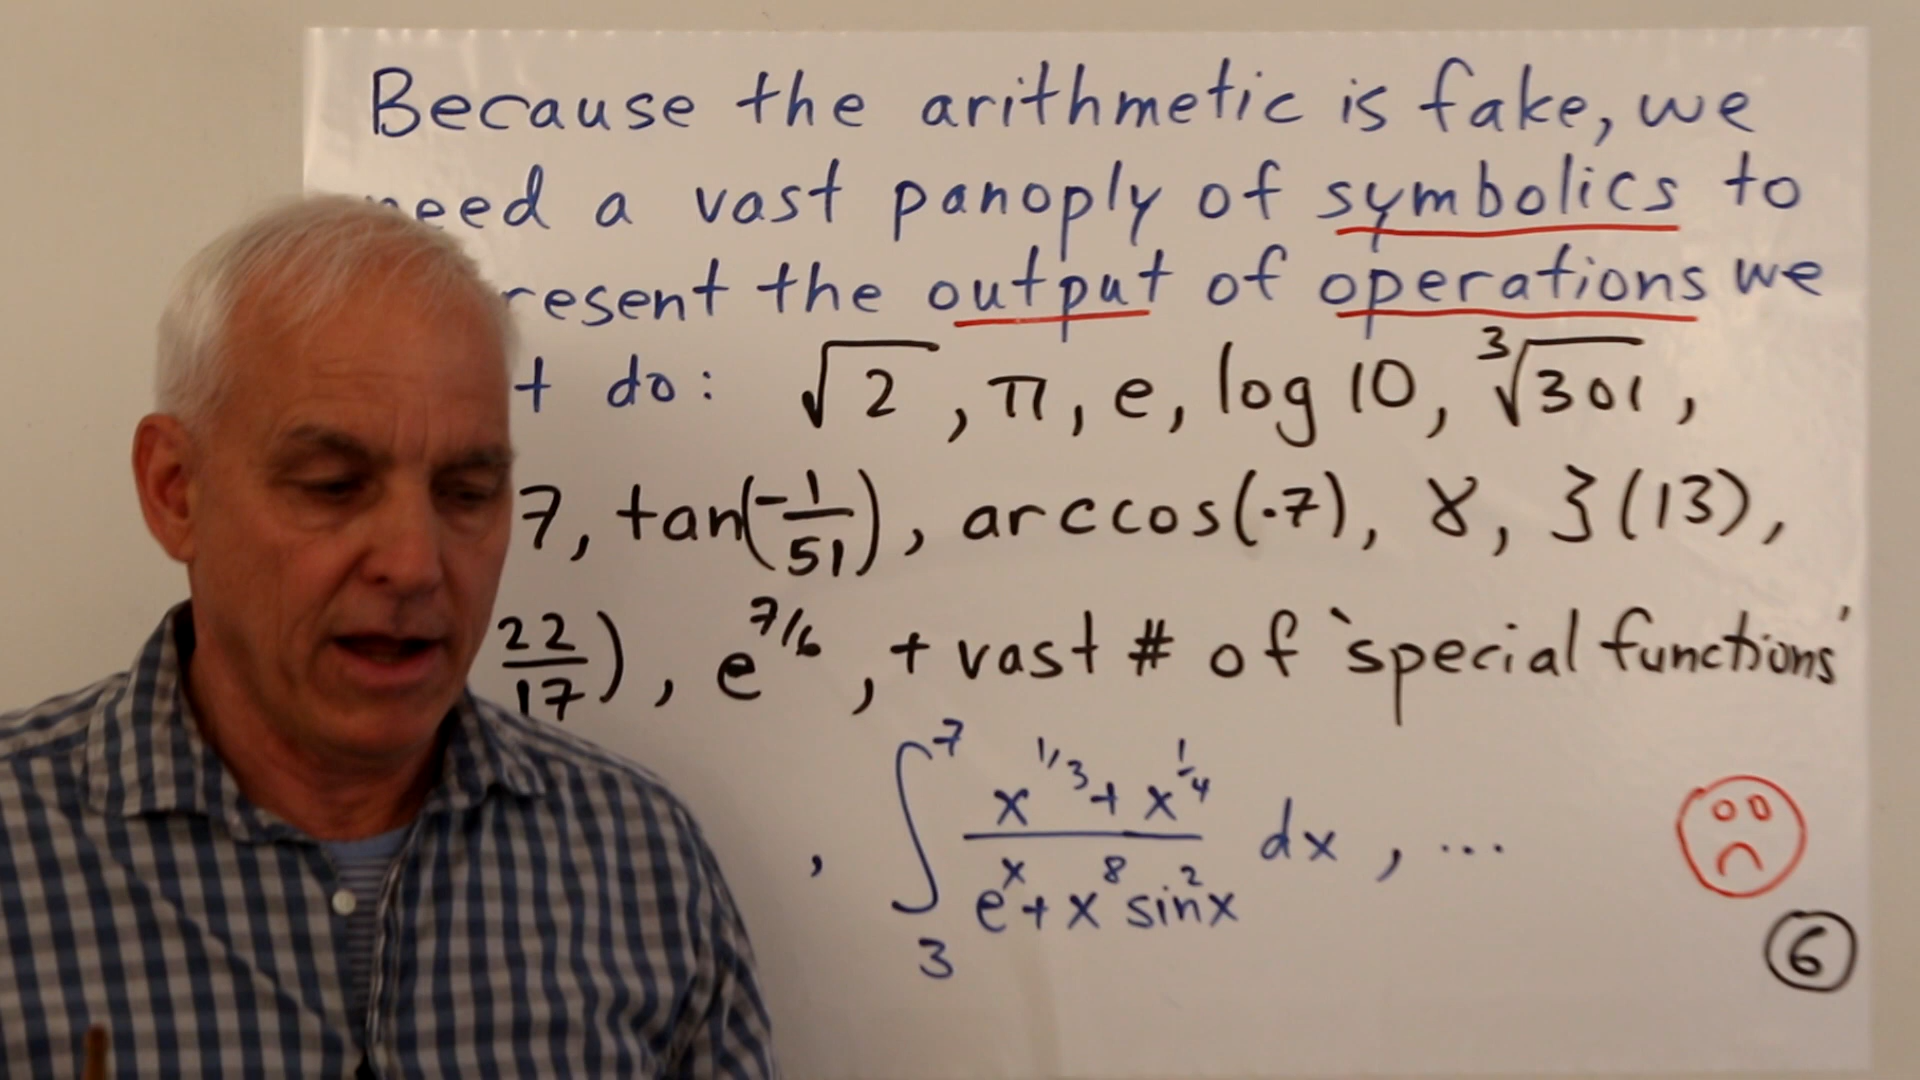 Because the arithmetic is fake, we
eed a vast panoply of symbolics to
resent the output of operations we
t do: √2, π, e, log 10, ∛301,
7, tan(-1/51), arccos(.7), γ, ζ(13),
22/17), e^7/6, + vast # of 'special functions'
, ∫₃⁷ (x^1/3 + x^1/4)/(e^x + x^8 sin^2 x) dx, ...
6